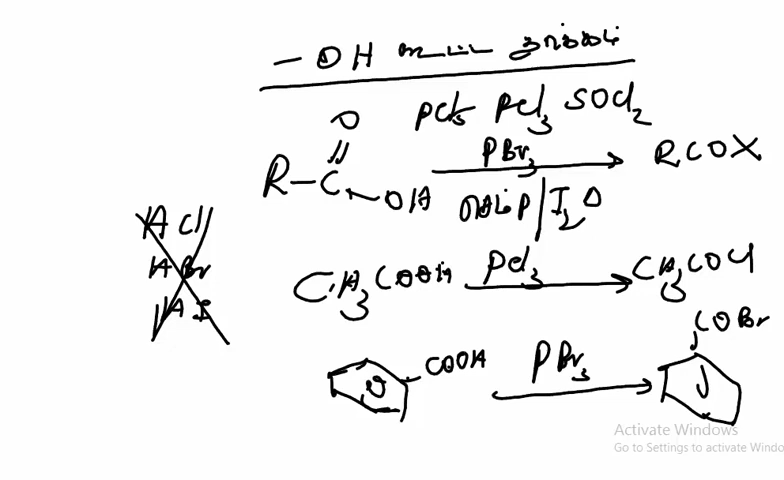 — OH
PCl5 PCl3 SOCl2
O
PBr3
R—C—OH → RCOX
P / I2 Δ
HCl
HBr
HI
CH3COOH PCl3 → CH3COCl
COBr
COOH PBr3 →
Activate Windows
Go to Settings to activate Windo